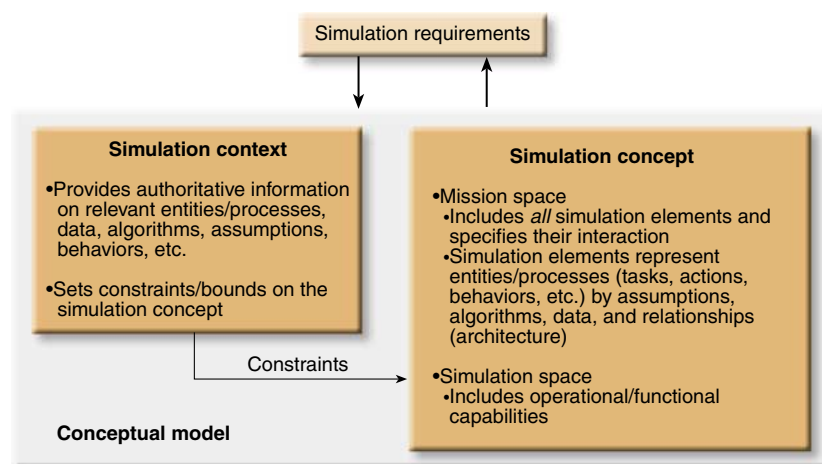 Simulation requirements
Simulation context
•Provides authoritative information
on relevant entities/processes,
data, algorithms, assumptions,
behaviors, etc.
•Sets constraints/bounds on the
simulation concept
Simulation concept
•Mission space
•Includes all simulation elements and
specifies their interaction
•Simulation elements represent
entities/processes (tasks, actions,
behaviors, etc.) by assumptions,
algorithms, data, and relationships
(architecture)
•Simulation space
•Includes operational/functional
capabilities
Constraints
Conceptual model